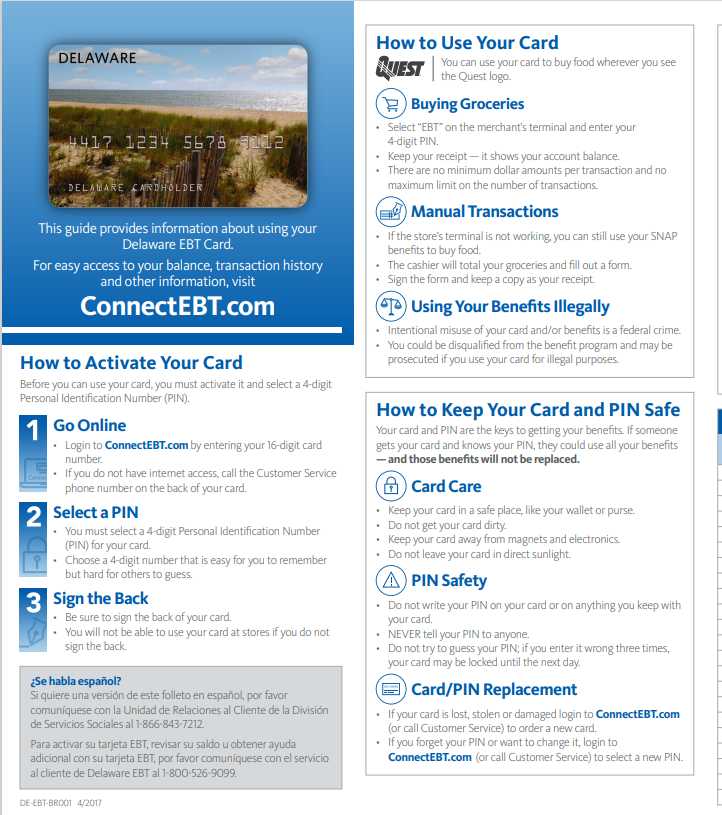 DELAWARE
4417 1234 5678 9112
DELAWARE CARDHOLDER
This guide provides information about using your
Delaware EBT Card.
For easy access to your balance, transaction history
and other information, visit
ConnectEBT.com
How to Activate Your Card
Before you can use your card, you must activate it and select a 4-digit
Personal Identification Number (PIN).
1 Go Online
• Login to ConnectEBT.com by entering your 16-digit card
number.
• If you do not have internet access, call the Customer Service
phone number on the back of your card.
2 Select a PIN
• You must select a 4-digit Personal Identification Number
(PIN) for your card.
• Choose a 4-digit number that is easy for you to remember
but hard for others to guess.
3 Sign the Back
• Be sure to sign the back of your card.
• You will not be able to use your card at stores if you do not
sign the back.
¿Se habla español?
Si quiere una versión de este folleto en español, por favor
comuníquese con la Unidad de Relaciones al Cliente de la División
de Servicios Sociales al 1-866-843-7212.
Para activar su tarjeta EBT, revisar su saldo u obtener ayuda
adicional con su tarjeta EBT, por favor comuníquese con el servicio
al cliente de Delaware EBT al 1-800-526-9099.
DE-EBT-BR001 4/2017
How to Use Your Card
QUEST
You can use your card to buy food wherever you see
the Quest logo.
Buying Groceries
• Select “EBT” on the merchant’s terminal and enter your
4-digit PIN.
• Keep your receipt — it shows your account balance.
• There are no minimum dollar amounts per transaction and no
maximum limit on the number of transactions.
Manual Transactions
• If the store’s terminal is not working, you can still use your SNAP
benefits to buy food.
• The cashier will total your groceries and fill out a form.
• Sign the form and keep a copy as your receipt.
Using Your Benefits Illegally
• Intentional misuse of your card and/or benefits is a federal crime.
• You could be disqualified from the benefit program and may be
prosecuted if you use your card for illegal purposes.
How to Keep Your Card and PIN Safe
Your card and PIN are the keys to getting your benefits. If someone
gets your card and knows your PIN, they could use all your benefits
— and those benefits will not be replaced.
Card Care
• Keep your card in a safe place, like your wallet or purse.
• Do not get your card dirty.
• Keep your card away from magnets and electronics.
• Do not leave your card in direct sunlight.
PIN Safety
• Do not write your PIN on your card or on anything you keep with
your card.
• NEVER tell your PIN to anyone.
• Do not try to guess your PIN; if you enter it wrong three times,
your card may be locked until the next day.
Card/PIN Replacement
• If your card is lost, stolen or damaged login to ConnectEBT.com
(or call Customer Service) to order a new card.
• If you forget your PIN or want to change it, login to
ConnectEBT.com (or call Customer Service) to select a new PIN.